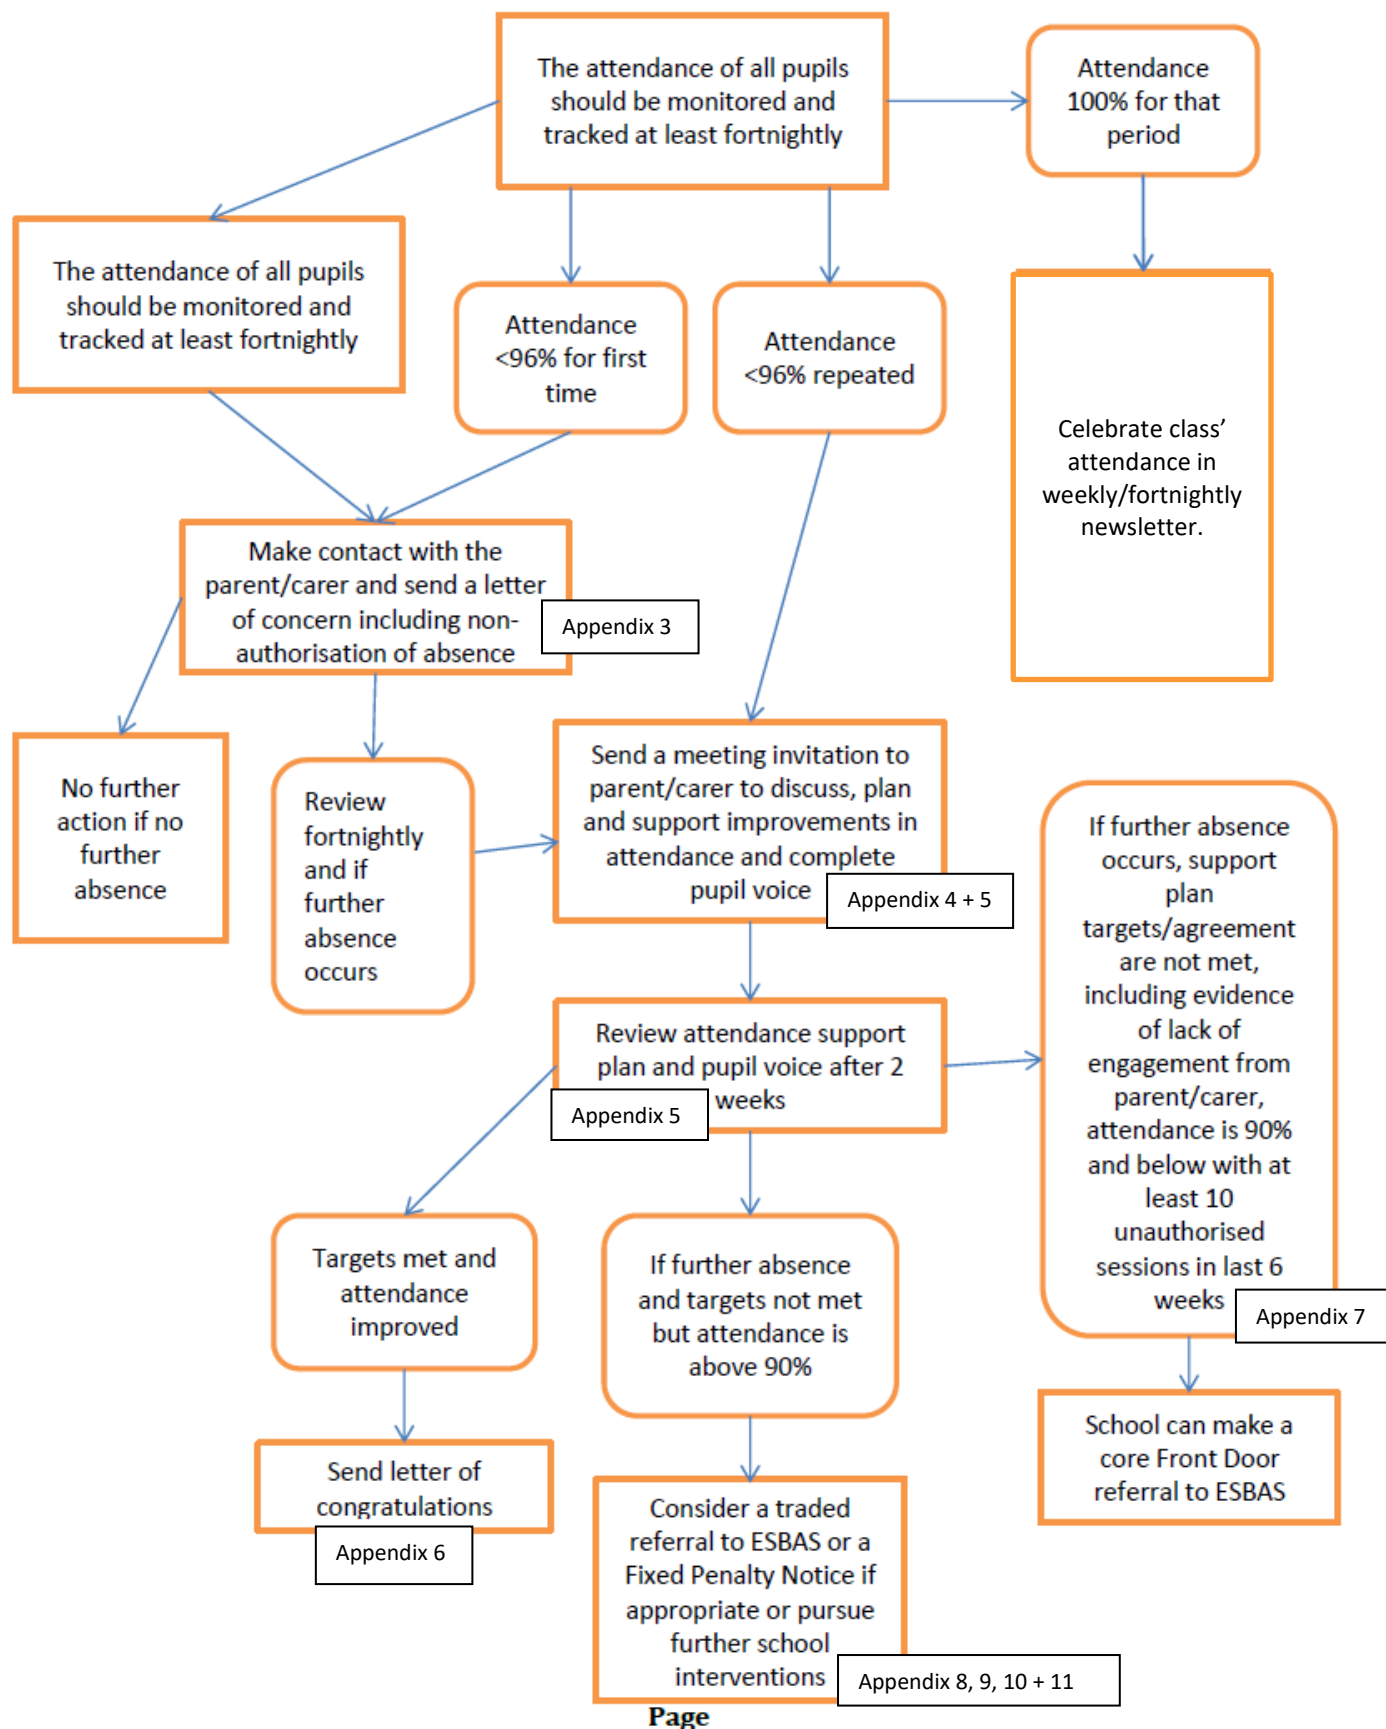 The attendance of all pupils
should be monitored and
tracked at least fortnightly
Attendance
100% for that
period
The attendance of all pupils
should be monitored and
tracked at least fortnightly
Attendance
<96% for first
time
Attendance
<96% repeated
Celebrate class’
attendance in
weekly/fortnightly
newsletter.
Make contact with the
parent/carer and send a letter
of concern including non-
authorisation of absence
Appendix 3
No further
action if no
further
absence
Review
fortnightly
and if
further
absence
occurs
Send a meeting invitation to
parent/carer to discuss, plan
and support improvements in
attendance and complete
pupil voice
Appendix 4 + 5
If further absence
occurs, support
plan
targets/agreement
are not met,
including evidence
of lack of
engagement from
parent/carer,
attendance is 90%
and below with at
least 10
unauthorised
sessions in last 6
weeks
Appendix 7
Review attendance support
plan and pupil voice after 2
weeks
Appendix 5
Targets met and
attendance
improved
If further absence
and targets not met
but attendance is
above 90%
Send letter of
congratulations
Appendix 6
Consider a traded
referral to ESBAS or a
Fixed Penalty Notice if
appropriate or pursue
further school
interventions
Appendix 8, 9, 10 + 11
School can make a
core Front Door
referral to ESBAS
Page